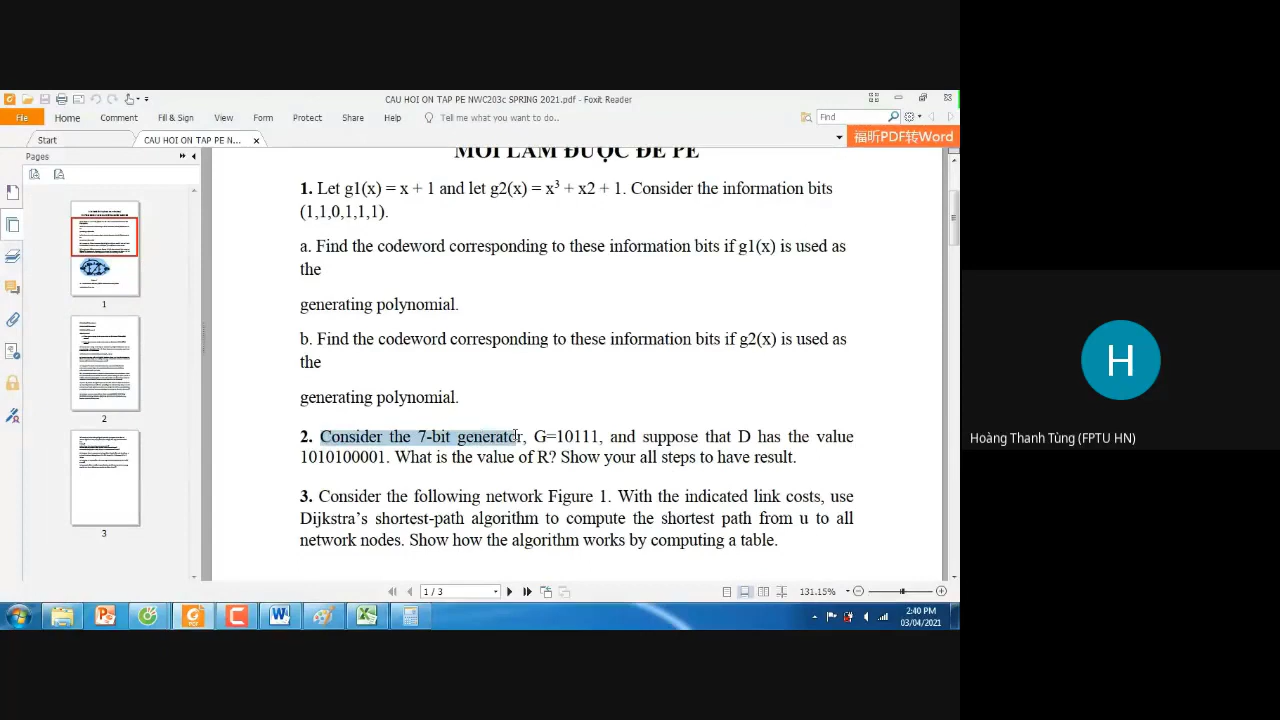 CAU HOI ON TAP PE NWC203c SPRING 2021.pdf - Foxit Reader
File Home Comment Fill & Sign View Form Protect Share Help Tell me what you want to do.. Find
Start CAU HOI ON TAP PE N... 福昕PDF转Word
Pages
MỚI LÀM ĐƯỢC ĐỀ PE
1. Let g1(x) = x + 1 and let g2(x) = x³ + x2 + 1. Consider the information bits
(1,1,0,1,1,1).
a. Find the codeword corresponding to these information bits if g1(x) is used as
the
generating polynomial.
b. Find the codeword corresponding to these information bits if g2(x) is used as
the
generating polynomial.
2. Consider the 7-bit generator, G=10111, and suppose that D has the value
1010100001. What is the value of R? Show your all steps to have result.
3. Consider the following network Figure 1. With the indicated link costs, use
Dijkstra's shortest-path algorithm to compute the shortest path from u to all
network nodes. Show how the algorithm works by computing a table.
1
2
3
1 / 3
131.15%
2:40 PM
03/04/2021
H
Hoàng Thanh Tùng (FPTU HN)